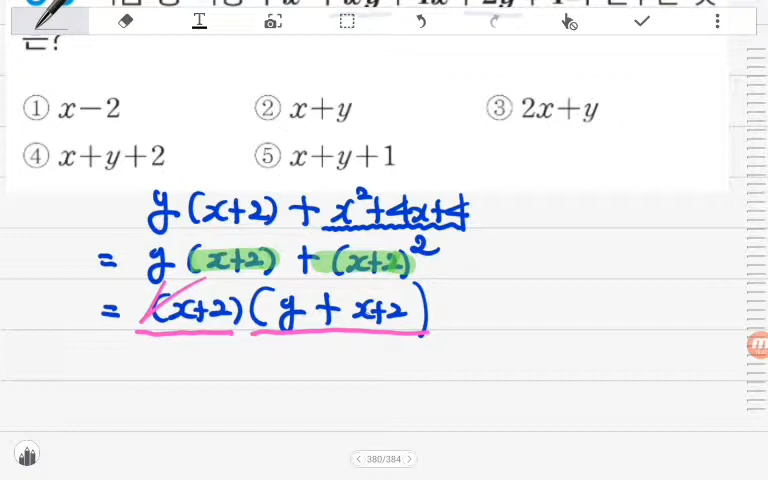 는?
① x−2 ② x+y ③ 2x+y
④ x+y+2 ⑤ x+y+1
y(x+2) + x²+4x+4
= y(x+2) + (x+2)²
= (x+2)(y+x+2)
380/384